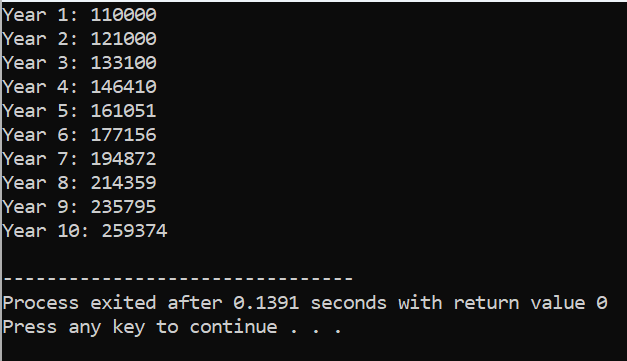 Year 1: 110000
Year 2: 121000
Year 3: 133100
Year 4: 146410
Year 5: 161051
Year 6: 177156
Year 7: 194872
Year 8: 214359
Year 9: 235795
Year 10: 259374
--------------------------------
Process exited after 0.1391 seconds with return value 0
Press any key to continue . . .